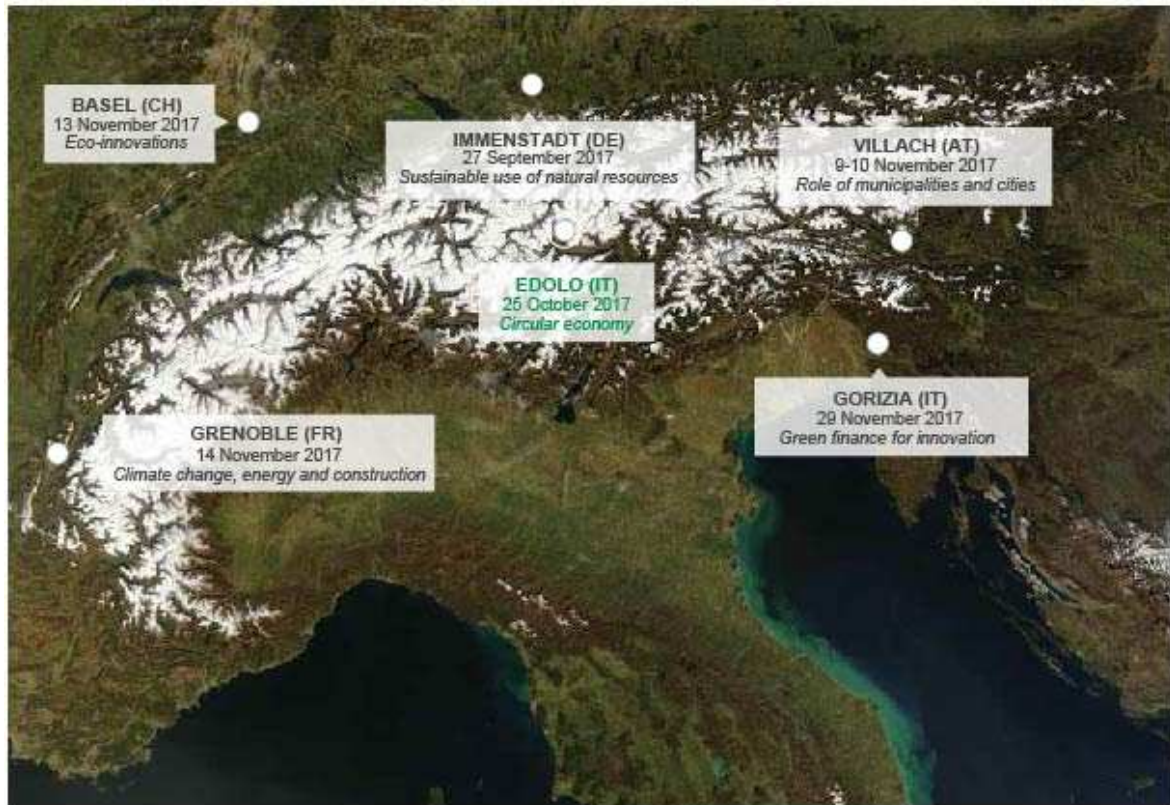 BASEL (CH)
13 November 2017
Eco-innovations
IMMENSTADT (DE)
27 September 2017
Sustainable use of natural resources
VILLACH (AT)
9-10 November 2017
Role of municipalities and cities
EDOLO (IT)
25 October 2017
Circular economy
GORIZIA (IT)
29 November 2017
Green finance for innovation
GRENOBLE (FR)
14 November 2017
Climate change, energy and construction